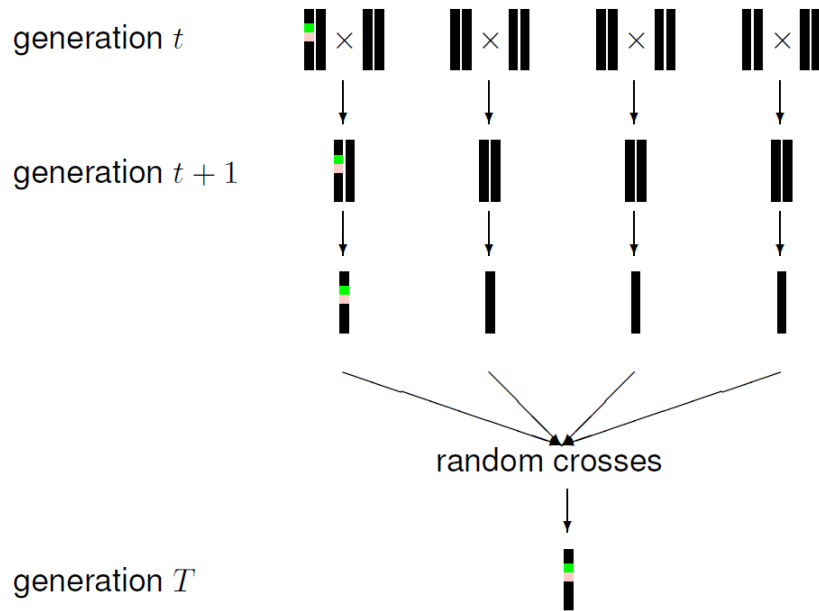 generation t × × × ×
generation t + 1
random crosses
generation T